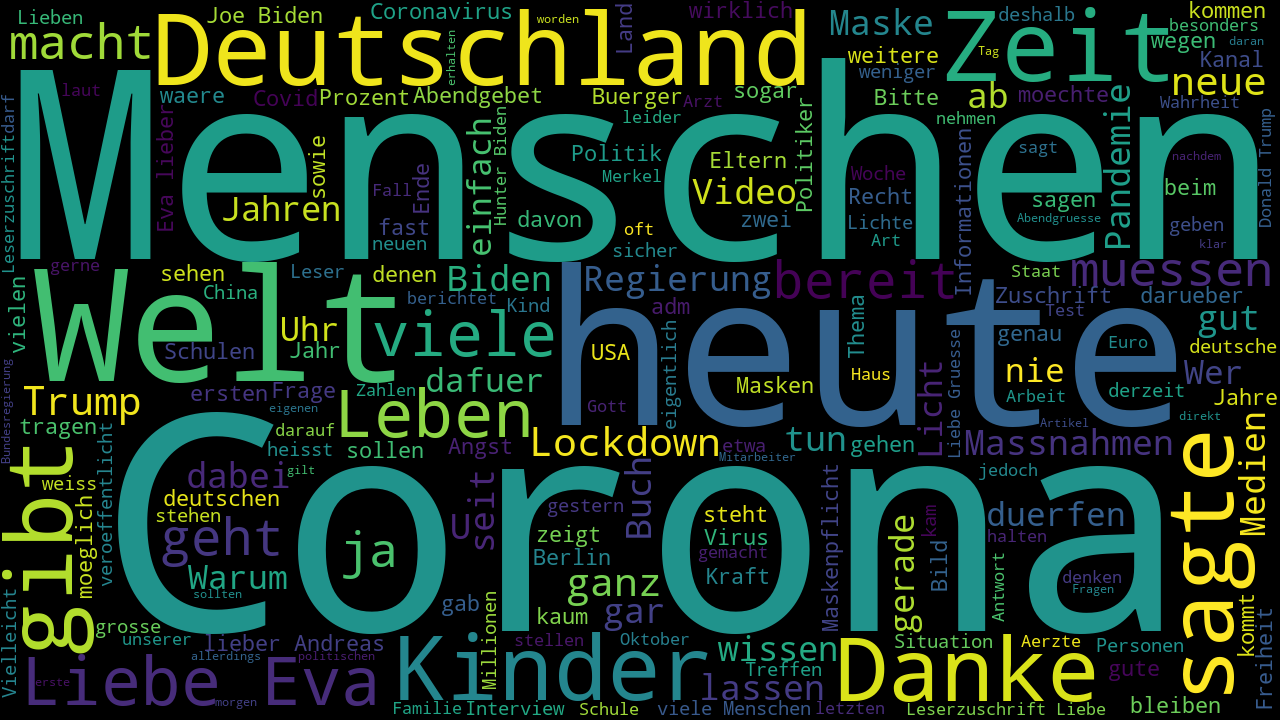 Lieben
Joe Biden
Coronavirus
worden
Land
wirklich
deshalb
kommen
macht
Deutschland
Maske
Zeit
besonders
wegen
daran
erhalten
weitere
Tag
Kanal
laut
waere
Covid
Prozent
Abendgebet
Buerger
Arzt
sogar
weniger
Bitte
ab
moechte
neue
Wahrheit
Menschen
leider
nehmen
Leserzuschriftdarf
Eva lieber
sowie
einfach
Hunter Biden
Politik
Eltern
Politiker
Informationen
sagt
Pandemie
nachdem
Donald Trump
Fall
Ende
Merkel
Video
Woche
Recht
sagen
beim
Jahren
fast
davon
oft
zwei
Lichte
Abendgruesse
geben
neuen
sicher
Art
klar
gerne
sehen
Leser
denen
Biden
Regierung
bereit
Staat
muessen
vielen
Welt
China
berichtet
Kind
adm
heute
Zuschrift
darueber
Uhr
viele
eigentlich
Thema
Test
gut
Schulen
Jahr
USA
genau
Euro
deutsche
Bundesregierung
Trump
ersten
Frage
Zahlen
dafuer
Masken
Haus
Licht
Liebe Gruesse
nie
derzeit
Wer
Arbeit
Jahre
tragen
eigenen
Leben
Gott
Artikel
direkt
darauf
heisst
sollen
Angst
Lockdown
etwa
tun
gehen
Massnahmen
gibt
weiss
veroeffentlicht
dabei
gilt
Mitarbeiter
jedoch
sagte
Medien
moeglich
deutschen
stehen
Corona
seit
gestern
Buch
steht
Maskenpflicht
kam
duerfen
geht
ja
zeigt
Virus
gerade
halten
Warum
Berlin
gemacht
Bild
Antwort
denken
sollten
ganz
Kraft
Fragen
Vielleicht
gab
kaum
gar
grosse
unserer
lieber
Andreas
Millionen
stellen
Oktober
wissen
Situation
Aerzte
Personen
kommt
Freiheit
allerdings
politischen
Kinder
Treffen
Danke
gute
erste
Liebe
Eva
lassen
morgen
Familie
Interview
Schule
viele Menschen
letzten
Leserzuschrift Liebe
bleiben